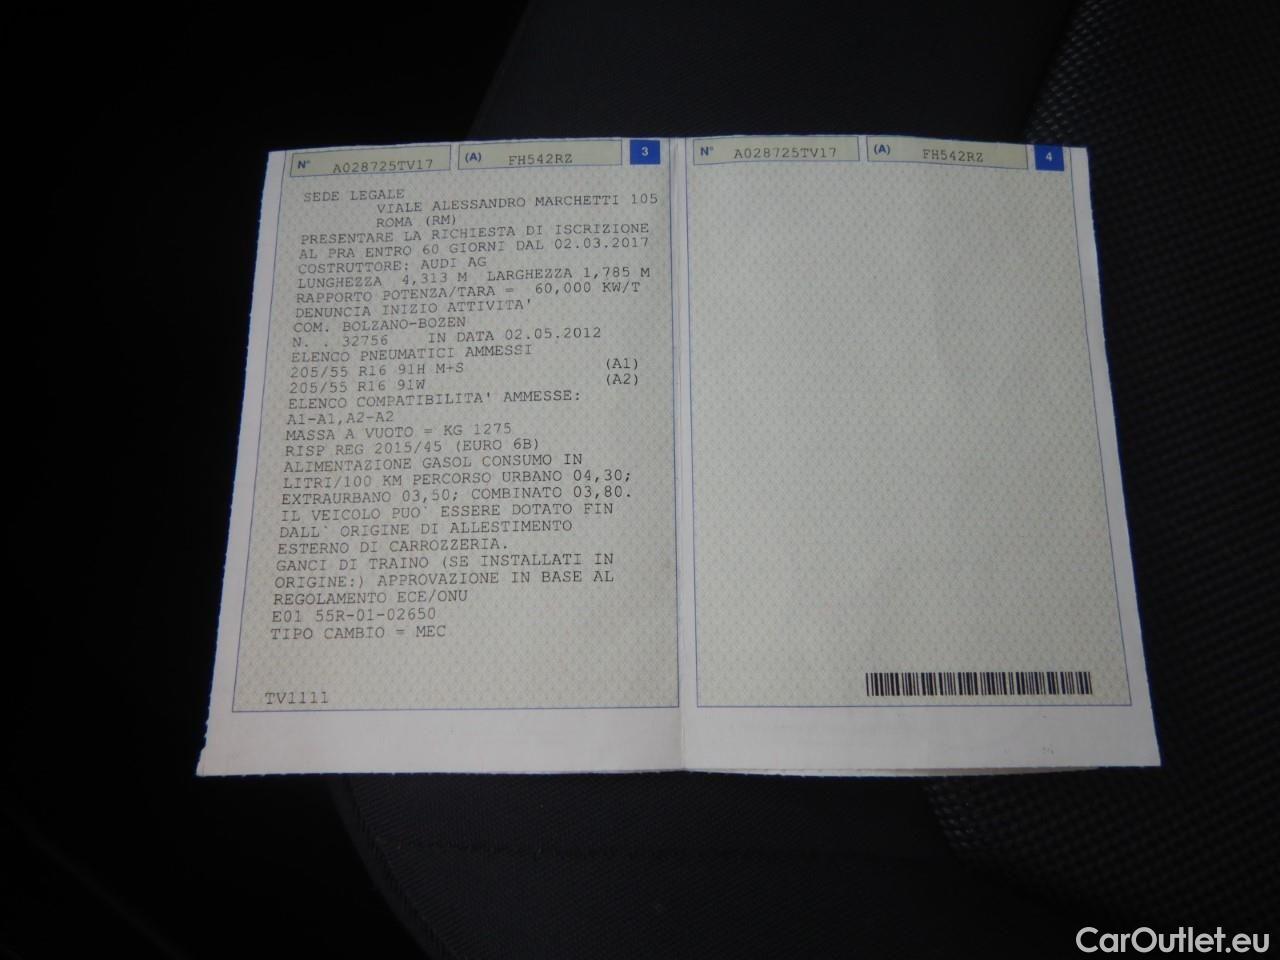 N° A028725TV17 (A) FH542RZ 3
SEDE LEGALE
VIALE ALESSANDRO MARCHETTI 105
ROMA (RM)
PRESENTARE LA RICHIESTA DI ISCRIZIONE
AL PRA ENTRO 60 GIORNI DAL 02.03.2017
COSTRUTTORE: AUDI AG
LUNGHEZZA 4,313 M LARGHEZZA 1,785 M
RAPPORTO POTENZA/TARA = 60,000 KW/T
DENUNCIA INIZIO ATTIVITA'
COM. BOLZANO-BOZEN
N. . 32756 IN DATA 02.05.2012
ELENCO PNEUMATICI AMMESSI
205/55 R16 91H M+S (A1)
205/55 R16 91W (A2)
ELENCO COMPATIBILITA' AMMESSE:
A1-A1,A2-A2
MASSA A VUOTO = KG 1275
RISP REG 2015/45 (EURO 6B)
ALIMENTAZIONE GASOL CONSUMO IN
LITRI/100 KM PERCORSO URBANO 04,30;
EXTRAURBANO 03,50; COMBINATO 03,80.
IL VEICOLO PUO` ESSERE DOTATO FIN
DALL` ORIGINE DI ALLESTIMENTO
ESTERNO DI CARROZZERIA.
GANCI DI TRAINO (SE INSTALLATI IN
ORIGINE:) APPROVAZIONE IN BASE AL
REGOLAMENTO ECE/ONU
E01 55R-01-02650
TIPO CAMBIO = MEC
TV1111
N° A028725TV17 (A) FH542RZ 4
CarOutlet.eu